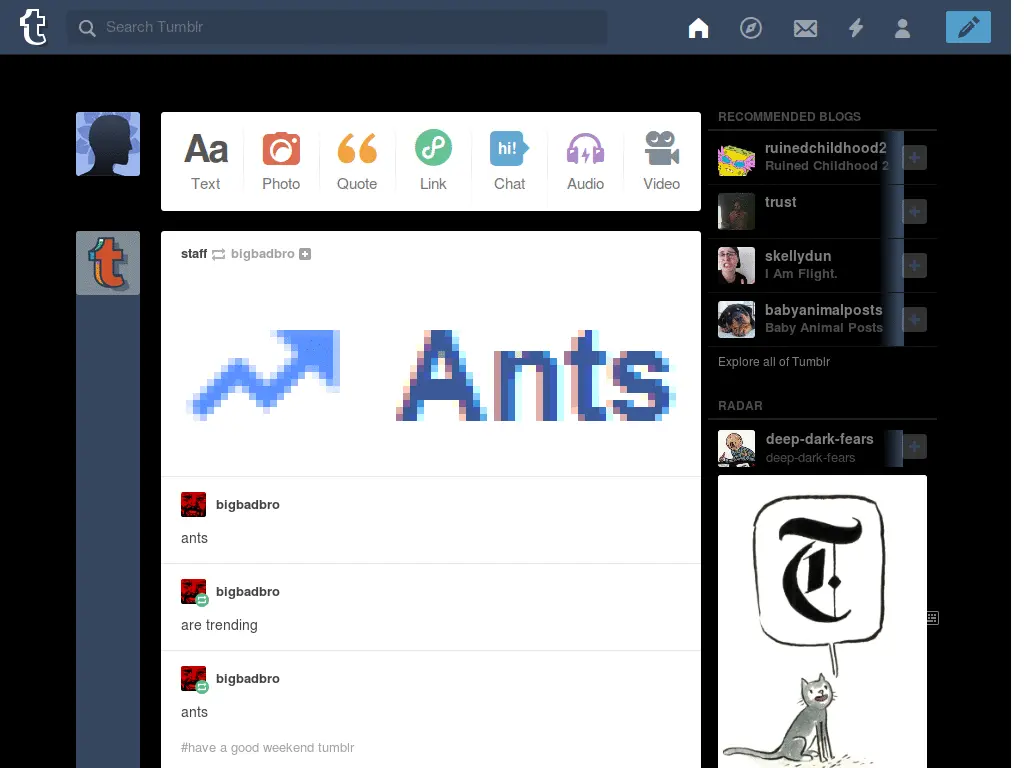 Search Tumblr
Aa
Text
Photo
Quote
Link
hi!
Chat
Audio
Video
staff bigbadbro
Ants
bigbadbro
ants
bigbadbro
are trending
bigbadbro
ants
#have a good weekend tumblr
RECOMMENDED BLOGS
ruinedchildhood2
Ruined Childhood 2
trust
skellydun
I Am Flight.
babyanimalposts
Baby Animal Posts
Explore all of Tumblr
RADAR
deep-dark-fears
deep-dark-fears
T